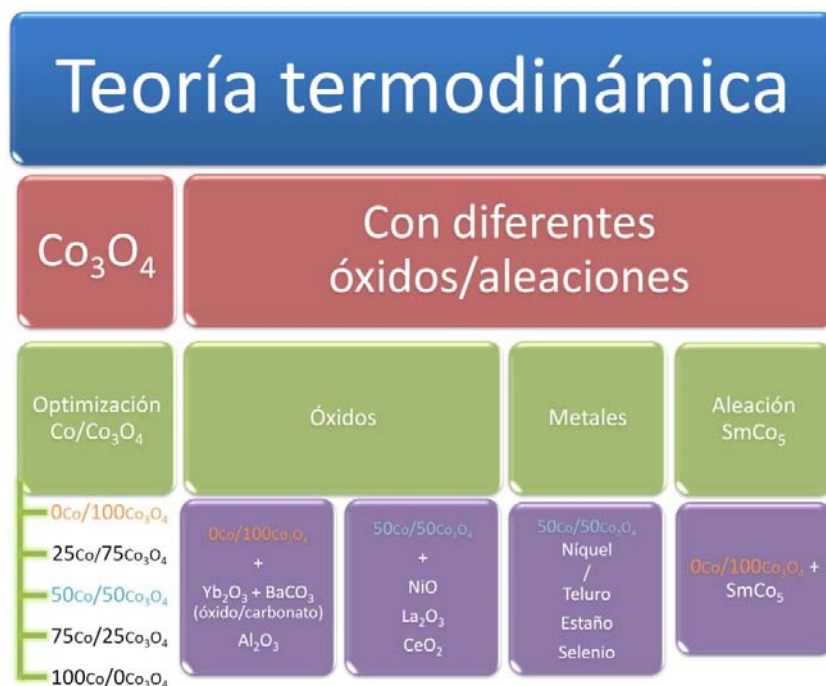 Teoría termodinámica
Co₃O₄
Con diferentes
óxidos/aleaciones
Optimización
Co/Co₃O₄
Óxidos
Metales
Aleación
SmCo₅
0Co/100Co₃O₄
25Co/75Co₃O₄
50Co/50Co₃O₄
75Co/25Co₃O₄
100Co/0Co₃O₄
0Co/100Co₃O₄
+
Yb₂O₃ + BaCO₃
(óxido/carbonato)
Al₂O₃
50Co/50Co₃O₄
+
NiO
La₂O₃
CeO₂
50Co/50Co₃O₄
Níquel
/
Teluro
Estaño
Selenio
0Co/100Co₃O₄ +
SmCo₅